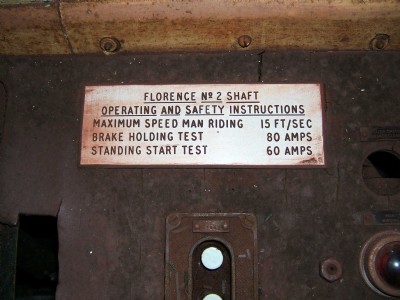 FLORENCE Nº 2 SHAFT
OPERATING AND SAFETY INSTRUCTIONS
MAXIMUM SPEED MAN RIDING 15 FT/SEC
BRAKE HOLDING TEST 80 AMPS
STANDING START TEST 60 AMPS